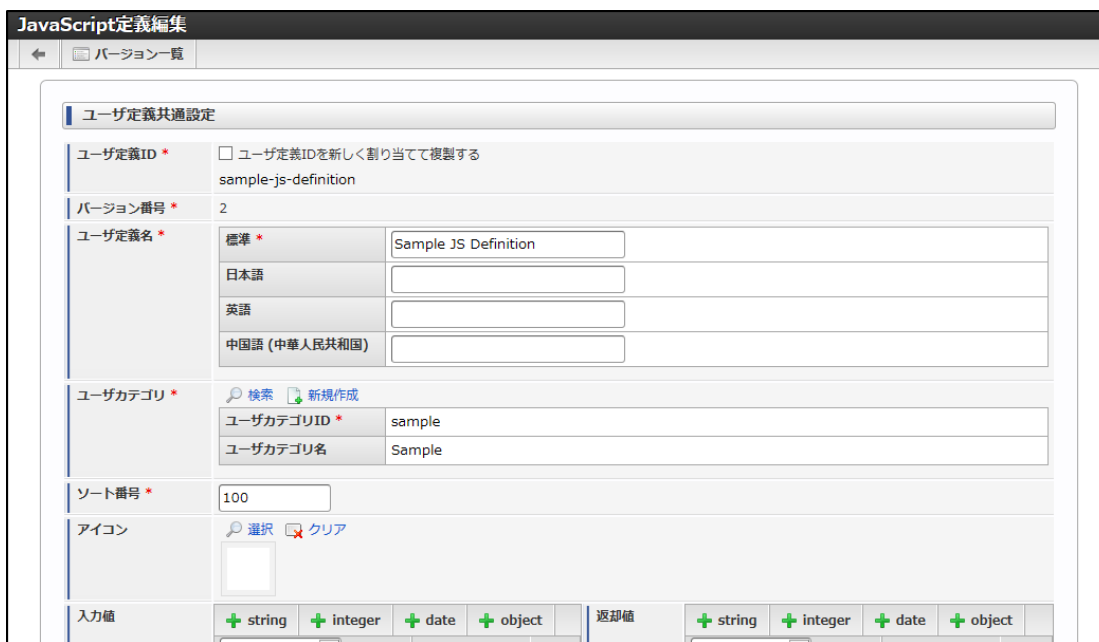 JavaScript定義編集
バージョン一覧
ユーザ定義共通設定
ユーザ定義ID *
ユーザ定義IDを新しく割り当てて複製する
sample-js-definition
バージョン番号 *
2
ユーザ定義名 *
標準 *
Sample JS Definition
日本語
英語
中国語 (中華人民共和国)
ユーザカテゴリ *
検索 新規作成
ユーザカテゴリID *
sample
ユーザカテゴリ名
Sample
ソート番号 *
100
アイコン
選択 クリア
入力値
string integer date object
返却値
string integer date object